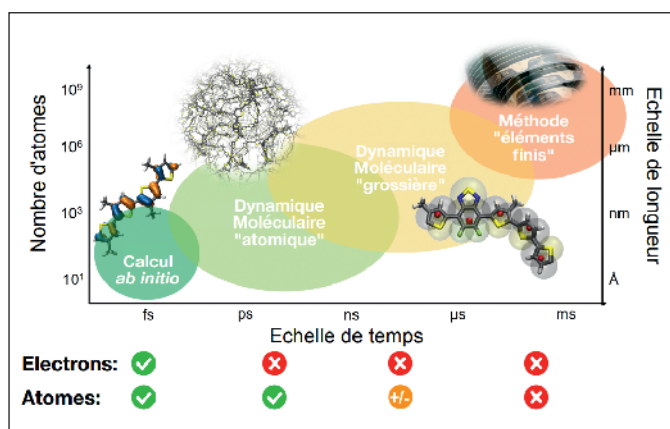 Nombre d'atomes
10⁹
10⁶
10³
10¹
Calcul
ab initio
Dynamique
Moléculaire
"atomique"
Dynamique
Moléculaire
"grossière"
Méthode
"éléments
finis"
mm
µm
nm
Å
Echelle de longueur
fs ps ns µs ms
Echelle de temps
Electrons:
Atomes: +/-